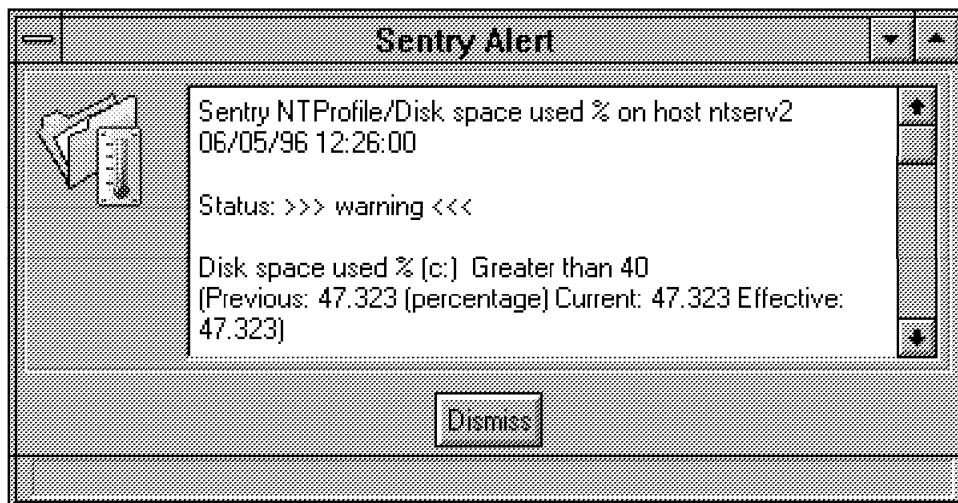 Sentry Alert
Sentry NTProfile/Disk space used % on host ntserv2
06/05/96 12:26:00
Status: >>> warning <<<
Disk space used % (c:) Greater than 40
(Previous: 47.323 (percentage) Current: 47.323 Effective:
47.323)
Dismiss